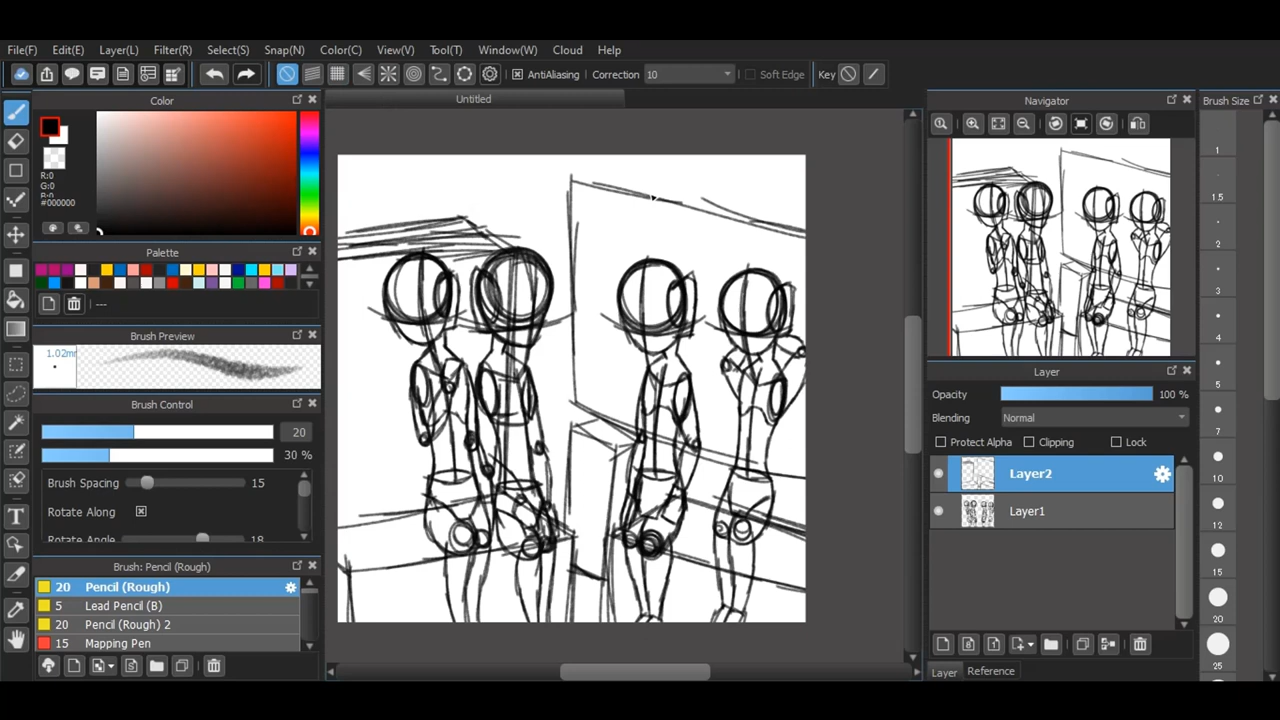 File(F) Edit(E) Layer(L) Filter(R) Select(S) Snap(N) Color(C) View(V) Tool(T) Window(W) Cloud Help
AntiAliasing Correction 10 Soft Edge Key
Color
Untitled
Navigator
Brush Size
R:0
G:0
B:0
#000000
1
1.5
2
3
4
5
7
8
10
12
15
20
25
Palette
---
Brush Preview
1.02m
Brush Control
20
30 %
Brush Spacing 15
Rotate Along
Rotate Angle 18
Brush: Pencil (Rough)
20 Pencil (Rough)
5 Lead Pencil (B)
20 Pencil (Rough) 2
15 Mapping Pen
Layer
Opacity 100 %
Blending Normal
Protect Alpha Clipping Lock
Layer2
Layer1
Layer Reference